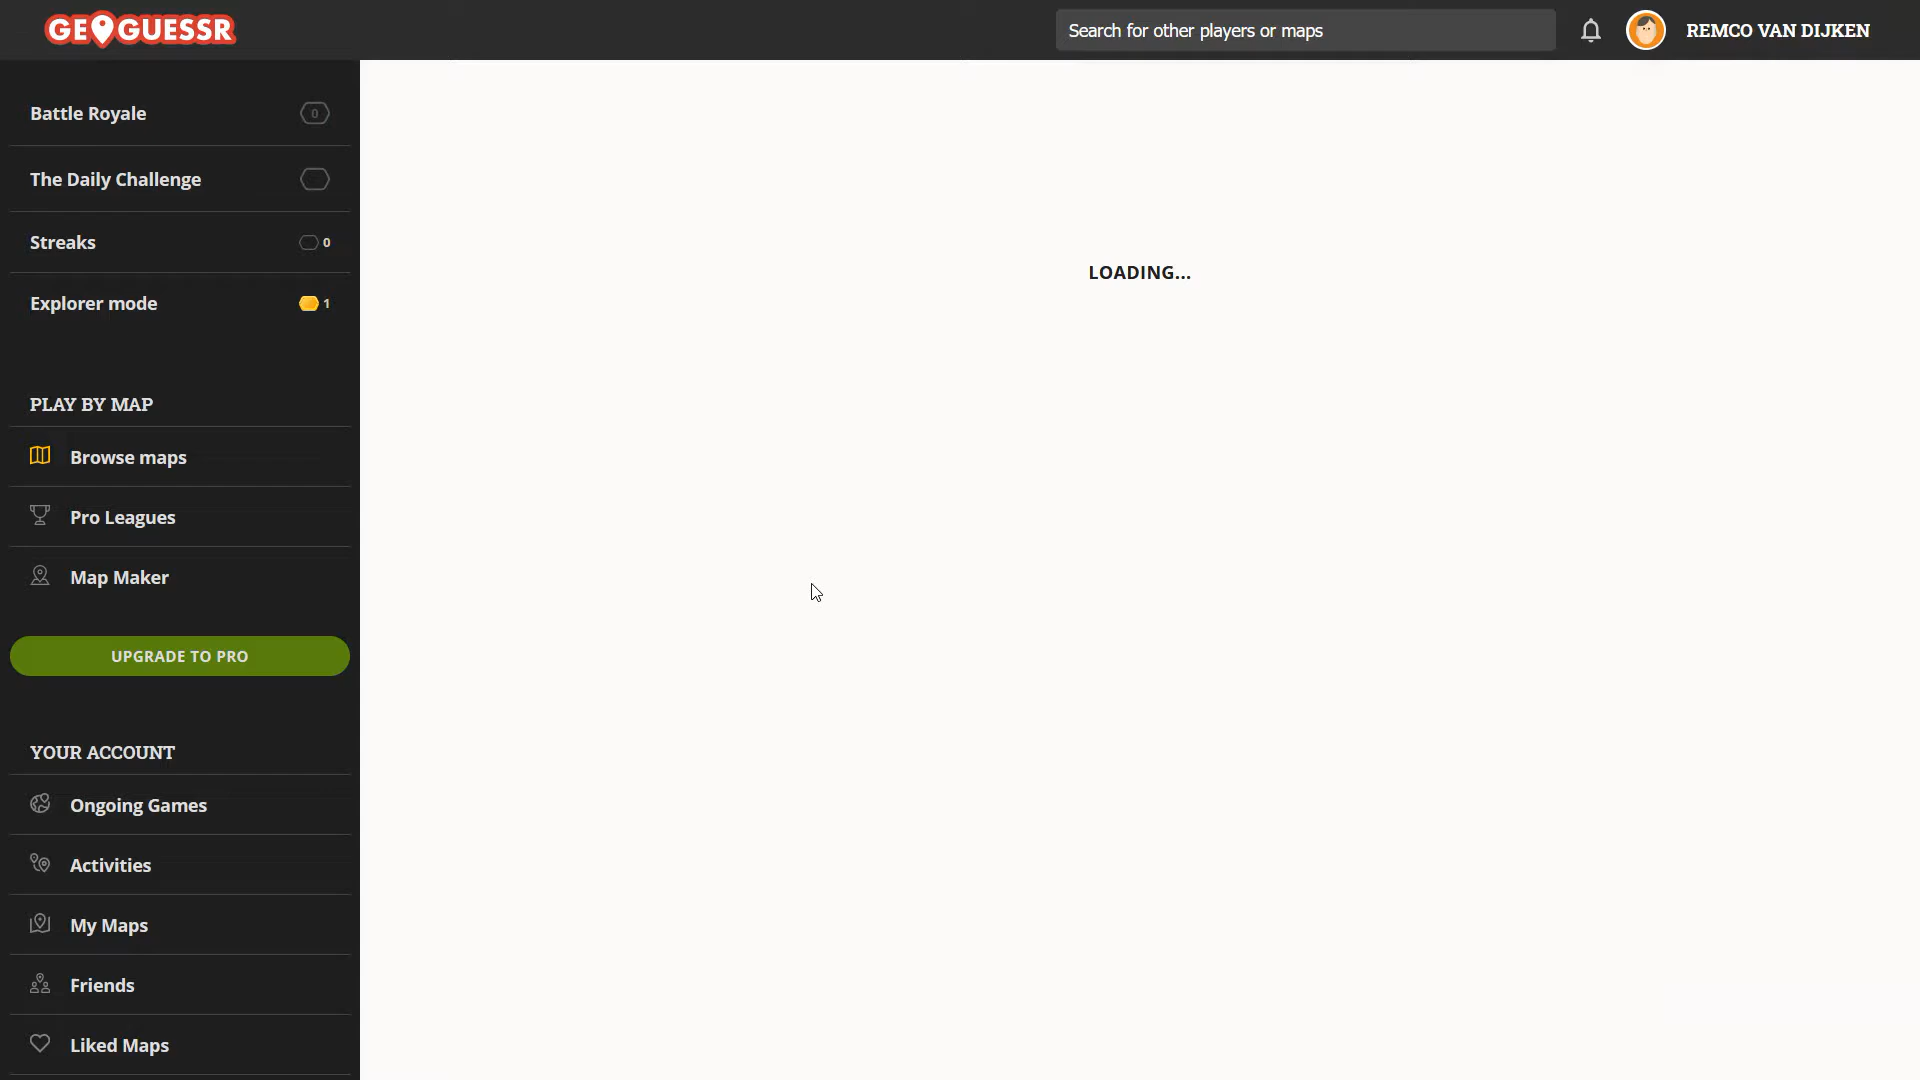 GEOGUESSR
Search for other players or maps
REMCO VAN DIJKEN
Battle Royale
0
The Daily Challenge
Streaks
0
Explorer mode
1
PLAY BY MAP
Browse maps
Pro Leagues
Map Maker
UPGRADE TO PRO
YOUR ACCOUNT
Ongoing Games
Activities
My Maps
Friends
Liked Maps
LOADING...